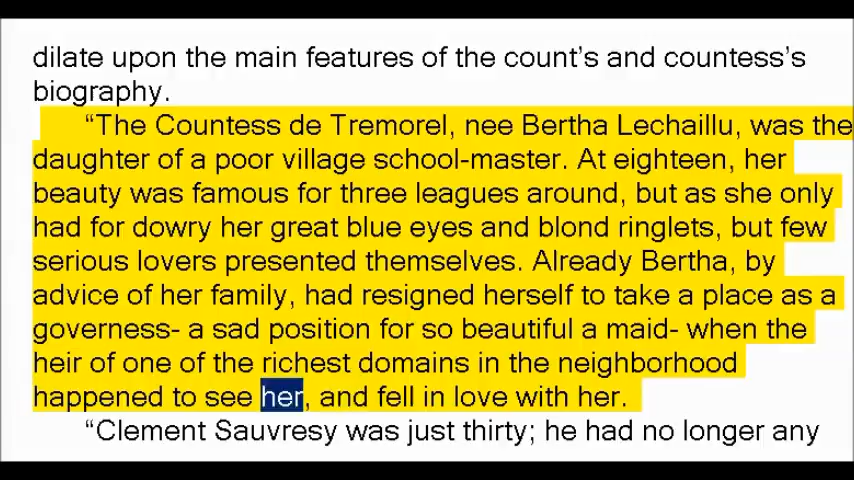 dilate upon the main features of the count’s and countess’s
biography.
“The Countess de Tremorel, nee Bertha Lechaillu, was the
daughter of a poor village school-master. At eighteen, her
beauty was famous for three leagues around, but as she only
had for dowry her great blue eyes and blond ringlets, but few
serious lovers presented themselves. Already Bertha, by
advice of her family, had resigned herself to take a place as a
governess- a sad position for so beautiful a maid- when the
heir of one of the richest domains in the neighborhood
happened to see her, and fell in love with her.
“Clement Sauvresy was just thirty; he had no longer any